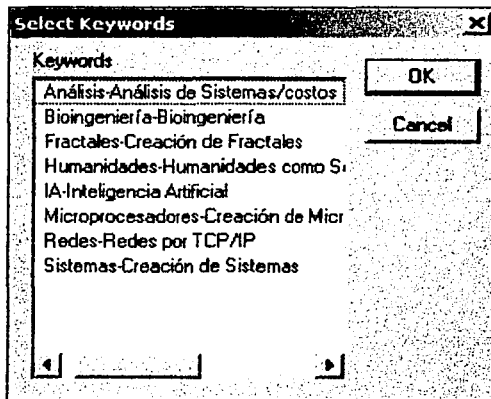 Select Keywords
Keywords
Análisis-Análisis de Sistemas/costos
Bioingeniería-Bioingeniería
Fractales-Creación de Fractales
Humanidades-Humanidades como S
IA-Inteligencia Artificial
Microprocesadores-Creación de Micr
Redes-Redes por TCP/IP
Sistemas-Creación de Sistemas
OK
Cancel